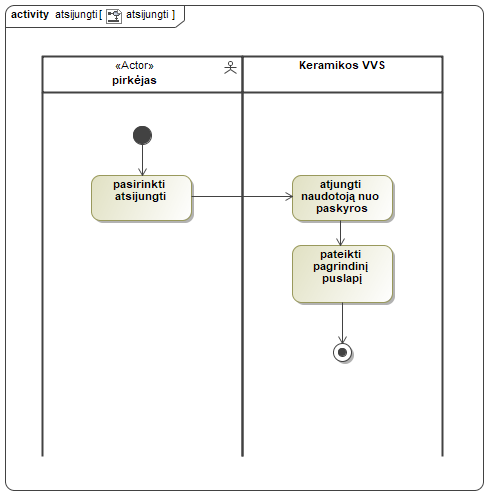 activity atsijungti [ atsijungti ]
«Actor»
pirkėjas
Keramikos VVS
pasirinkti
atsijungti
atjungti
naudotoją nuo
paskyros
pateikti
pagrindinį
puslapį